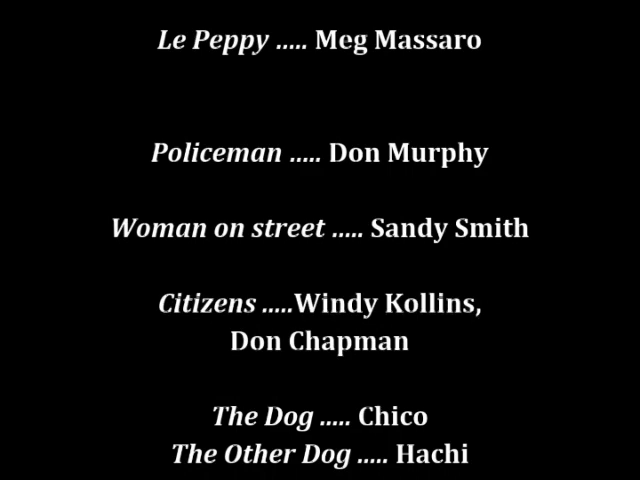 Le Peppy ..... Meg Massaro
Policeman ..... Don Murphy
Woman on street ..... Sandy Smith
Citizens .....Windy Kollins,
Don Chapman
The Dog ..... Chico
The Other Dog ..... Hachi